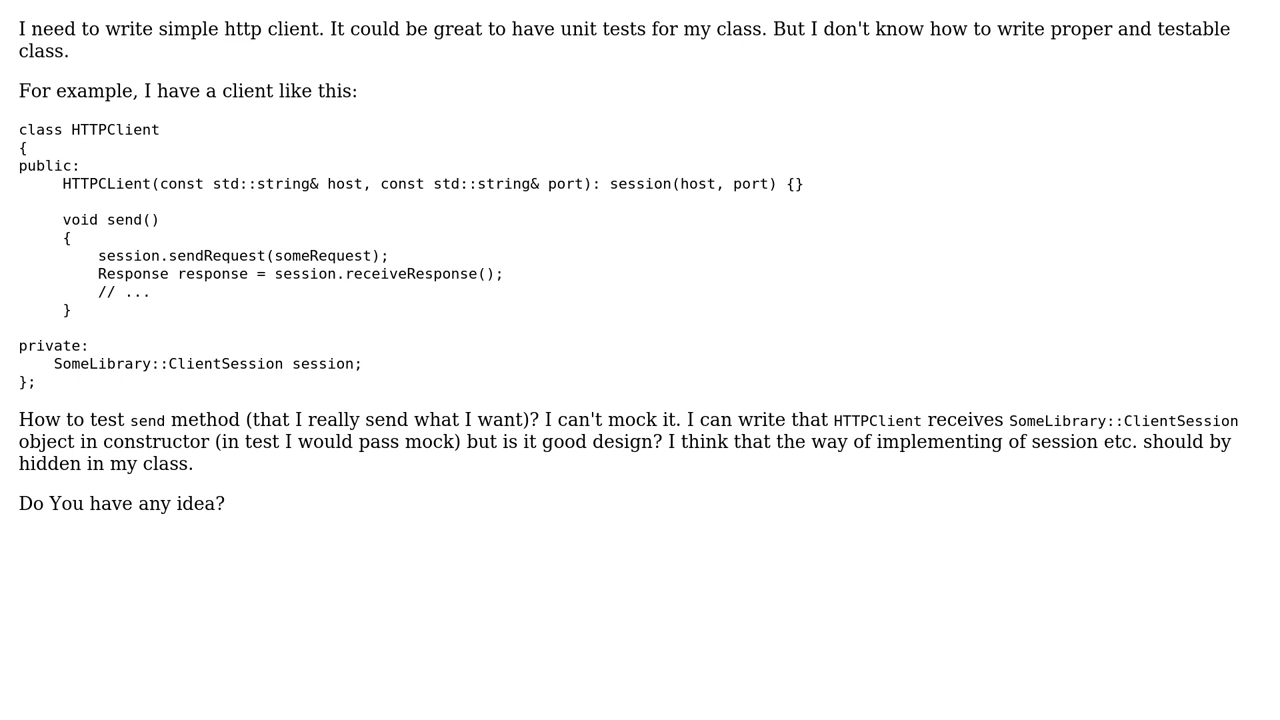 I need to write simple http client. It could be great to have unit tests for my class. But I don't know how to write proper and testable
class.
For example, I have a client like this:
class HTTPClient
{
public:
     HTTPCLient(const std::string& host, const std::string& port): session(host, port) {}
     void send()
     {
         session.sendRequest(someRequest);
         Response response = session.receiveResponse();
         // ...
     }
private:
    SomeLibrary::ClientSession session;
};
How to test send method (that I really send what I want)? I can't mock it. I can write that HTTPClient receives SomeLibrary::ClientSession
object in constructor (in test I would pass mock) but is it good design? I think that the way of implementing of session etc. should by
hidden in my class.
Do You have any idea?